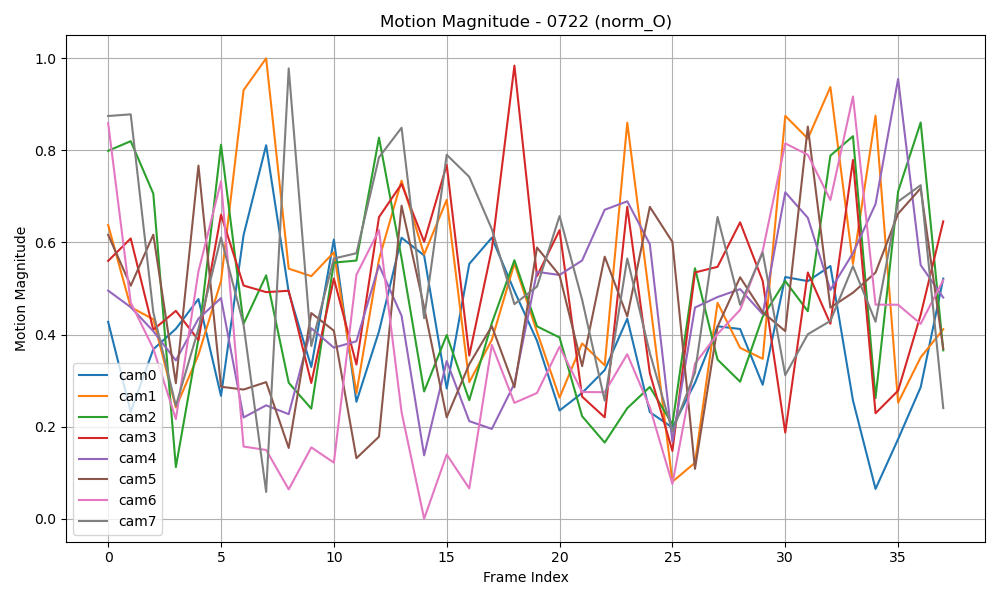 Motion Magnitude - 0722 (norm_O)
Motion Magnitude
1.0
0.8
0.6
0.4
0.2
0.0
cam0
cam1
cam2
cam3
cam4
cam5
cam6
cam7
0 5 10 15 20 25 30 35
Frame Index